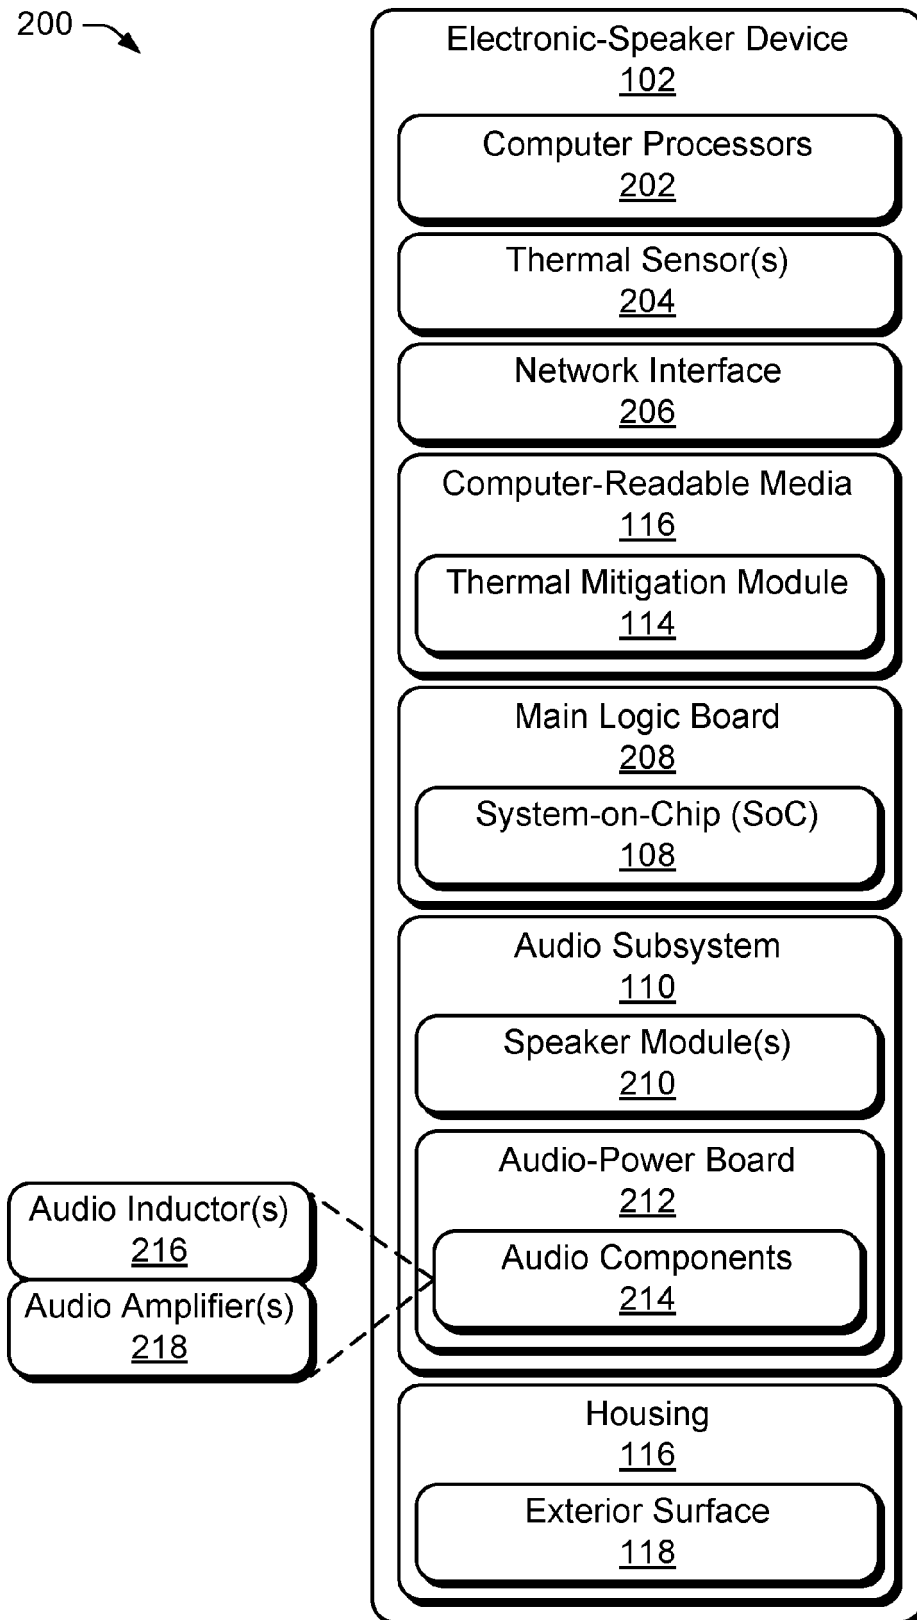 200
Electronic-Speaker Device
102
Computer Processors
202
Thermal Sensor(s)
204
Network Interface
206
Computer-Readable Media
116
Thermal Mitigation Module
114
Main Logic Board
208
System-on-Chip (SoC)
108
Audio Subsystem
110
Speaker Module(s)
210
Audio-Power Board
212
Audio Components
214
Audio Inductor(s)
216
Audio Amplifier(s)
218
Housing
116
Exterior Surface
118